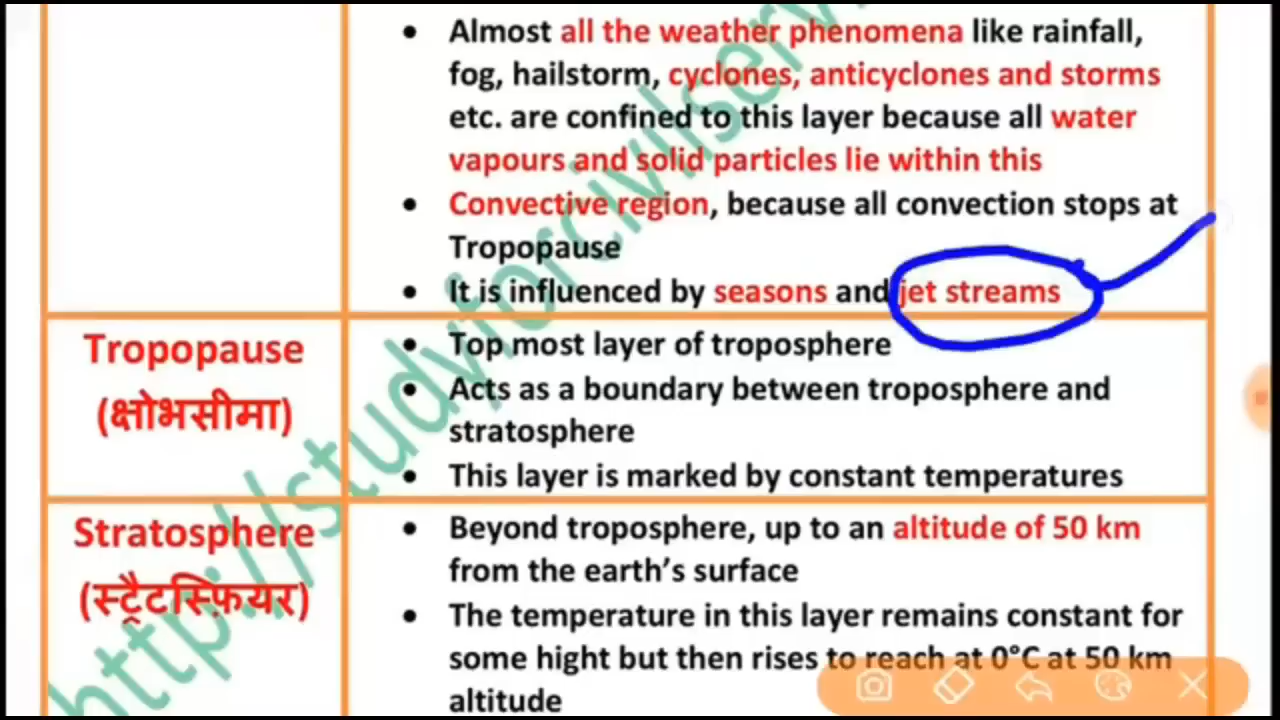 • Almost all the weather phenomena like rainfall,
fog, hailstorm, cyclones, anticyclones and storms
etc. are confined to this layer because all water
vapours and solid particles lie within this
• Convective region, because all convection stops at
Tropopause
• It is influenced by seasons and jet streams
Tropopause
(क्षोभसीमा)
• Top most layer of troposphere
• Acts as a boundary between troposphere and
stratosphere
• This layer is marked by constant temperatures
Stratosphere
(स्ट्रैटस्फ़ियर)
• Beyond troposphere, up to an altitude of 50 km
from the earth's surface
• The temperature in this layer remains constant for
some hight but then rises to reach at 0°C at 50 km
altitude
http://studyforcivilserv